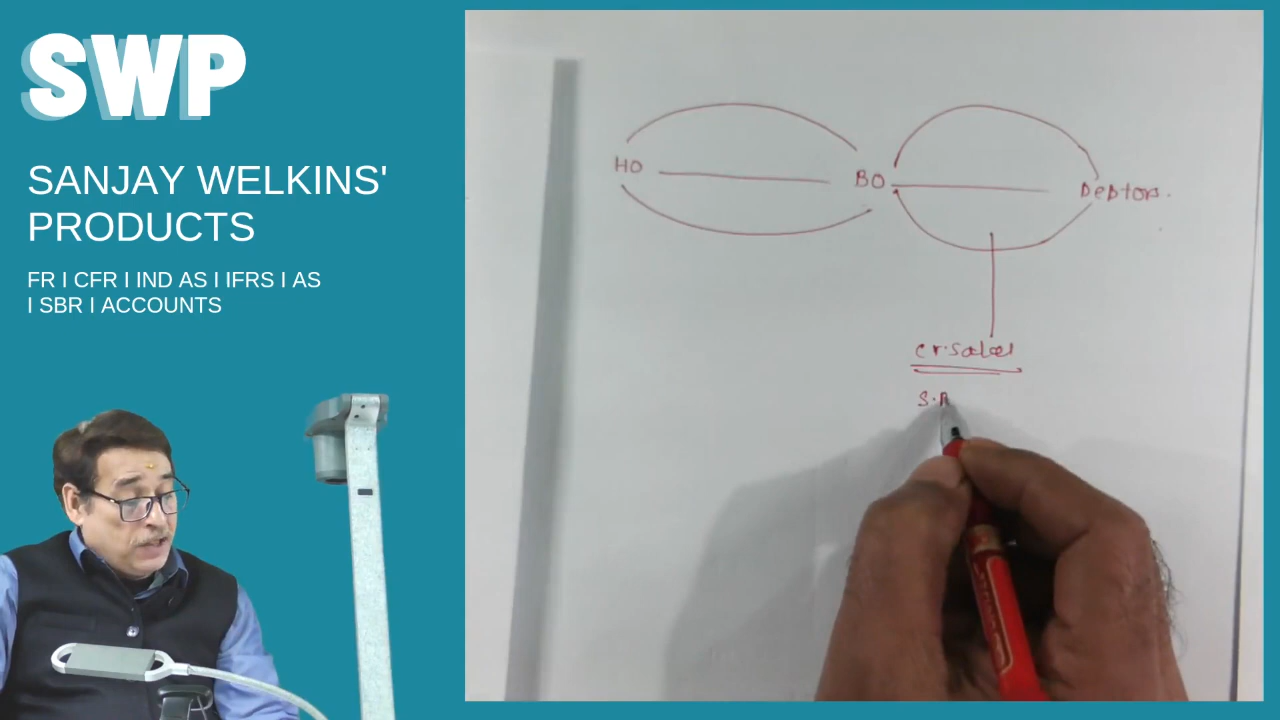 SWP
SANJAY WELKINS'
PRODUCTS
FR I CFR I IND AS I IFRS I AS
I SBR I ACCOUNTS
HO
BO
Debtors.
Cr. Sales
S.R